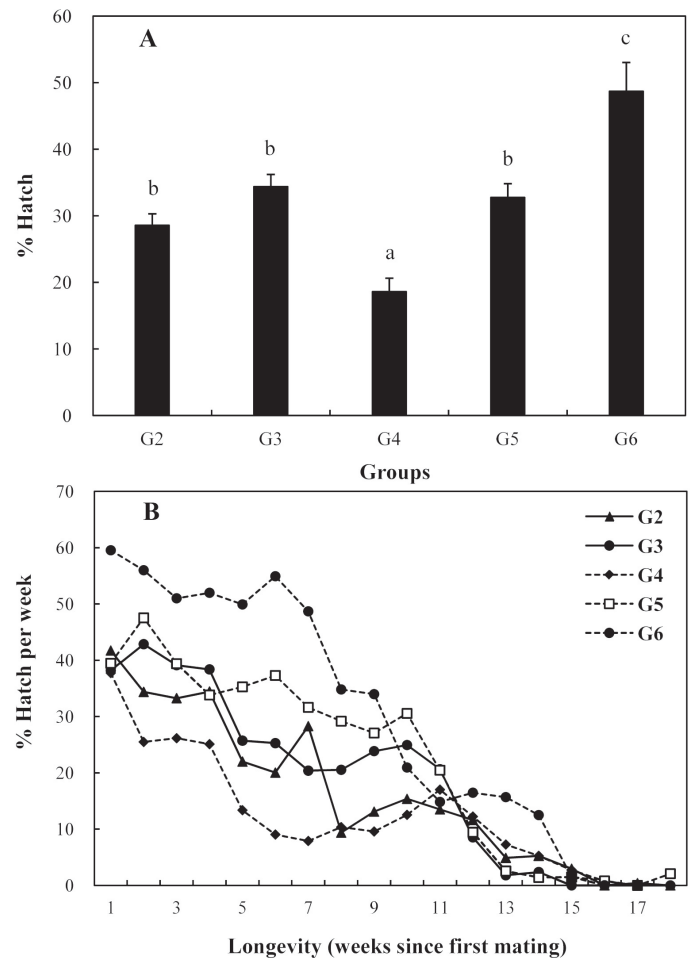 A
60
50
40
30
20
10
0
% Hatch
b
b
a
b
c
G2 G3 G4 G5 G6
Groups
B
70
60
50
40
30
20
10
0
% Hatch per week
G2
G3
G4
G5
G6
1 3 5 7 9 11 13 15 17
Longevity (weeks since first mating)